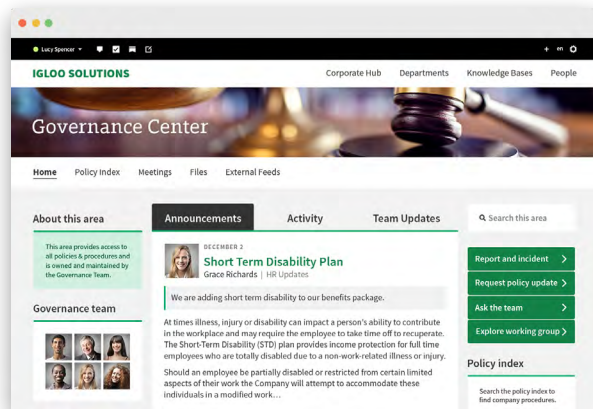 Lucy Spencer
+ en
IGLOO SOLUTIONS
Corporate Hub Departments Knowledge Bases People
Governance Center
Home Policy Index Meetings Files External Feeds
About this area
This area provides access to
all policies & procedures and
is owned and maintained by
the Governance Team.
Governance team
Announcements Activity Team Updates
DECEMBER 2
Short Term Disability Plan
Grace Richards | HR Updates
We are adding short term disability to our benefits package.
At times illness, injury or disability can impact a person's ability to contribute
in the workplace and may require the employee to take time off to recuperate.
The Short-Term Disability (STD) plan provides income protection for full time
employees who are totally disabled due to a non-work-related illness or injury.
Should an employee be partially disabled or restricted from certain limited
aspects of their work the Company will attempt to accommodate these
individuals in a modified work…
Search this area
Report and incident
Request policy update
Ask the team
Explore working group
Policy index
Search the policy index to
find company procedures.